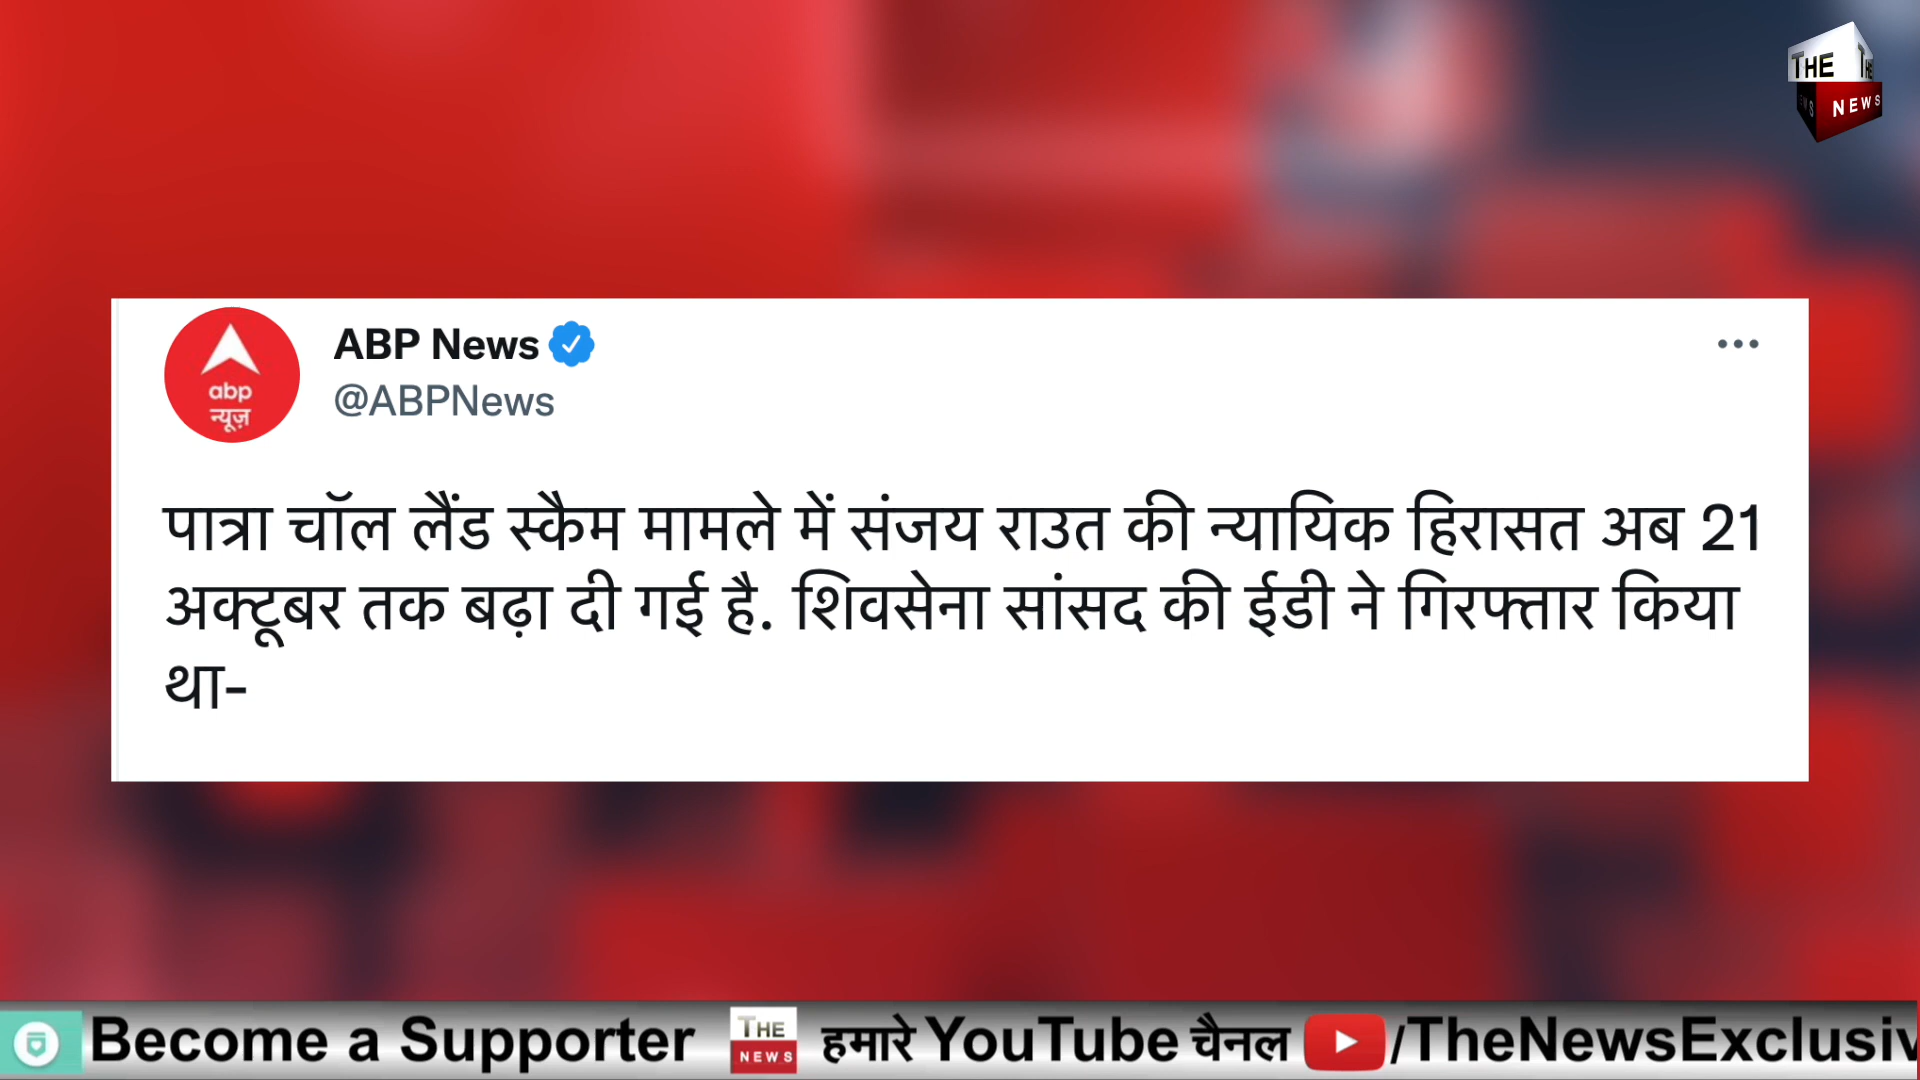 THE
THE
NEWS
ABP News
@ABPNews
abp
न्यूज़
पात्रा चॉल लैंड स्कैम मामले में संजय राउत की न्यायिक हिरासत अब 21
अक्टूबर तक बढ़ा दी गई है. शिवसेना सांसद की ईडी ने गिरफ्तार किया
था-
Become a Supporter THE NEWS हमारे YouTube चैनल /TheNewsExclusiv